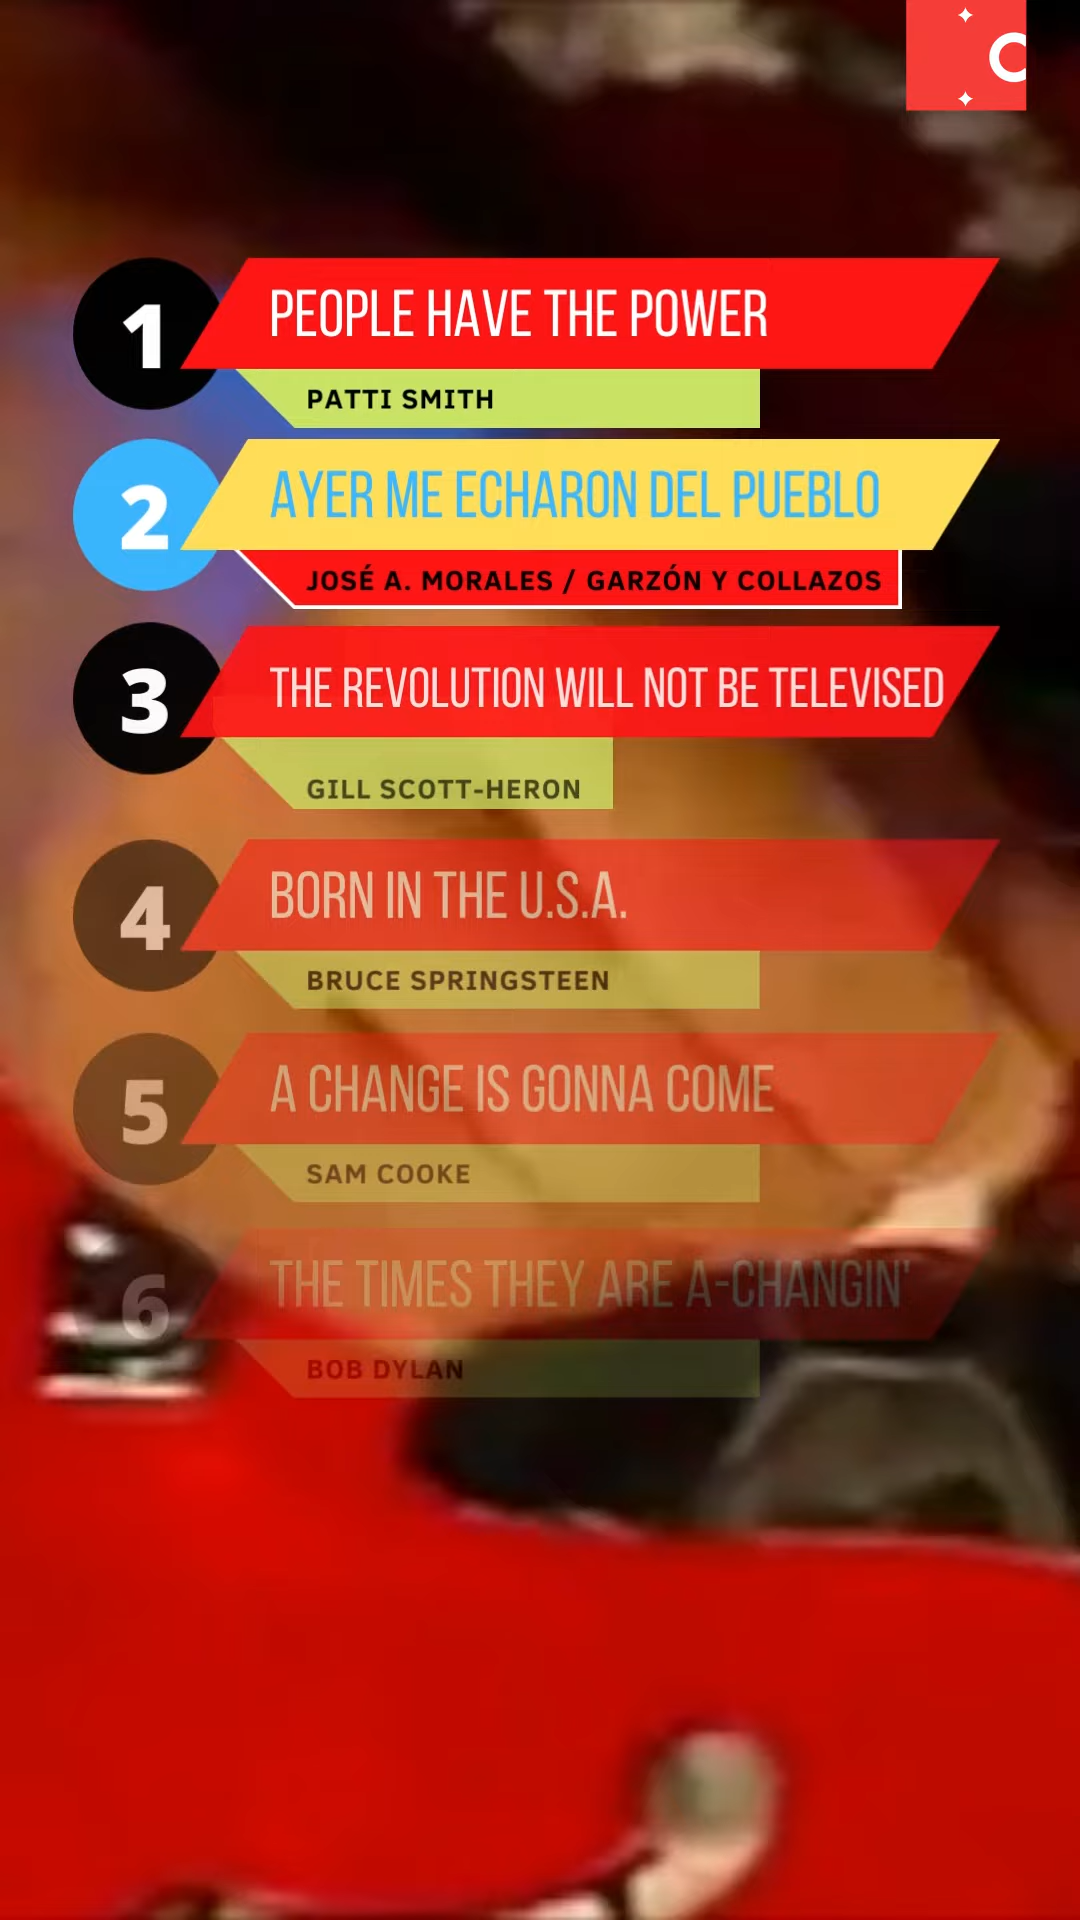 1
PEOPLE HAVE THE POWER
PATTI SMITH
2
AYER ME ECHARON DEL PUEBLO
JOSÉ A. MORALES / GARZÓN Y COLLAZOS
3
THE REVOLUTION WILL NOT BE TELEVISED
GILL SCOTT-HERON
4
BORN IN THE U.S.A.
BRUCE SPRINGSTEEN
5
A CHANGE IS GONNA COME
SAM COOKE
6
THE TIMES THEY ARE A-CHANGIN'
BOB DYLAN